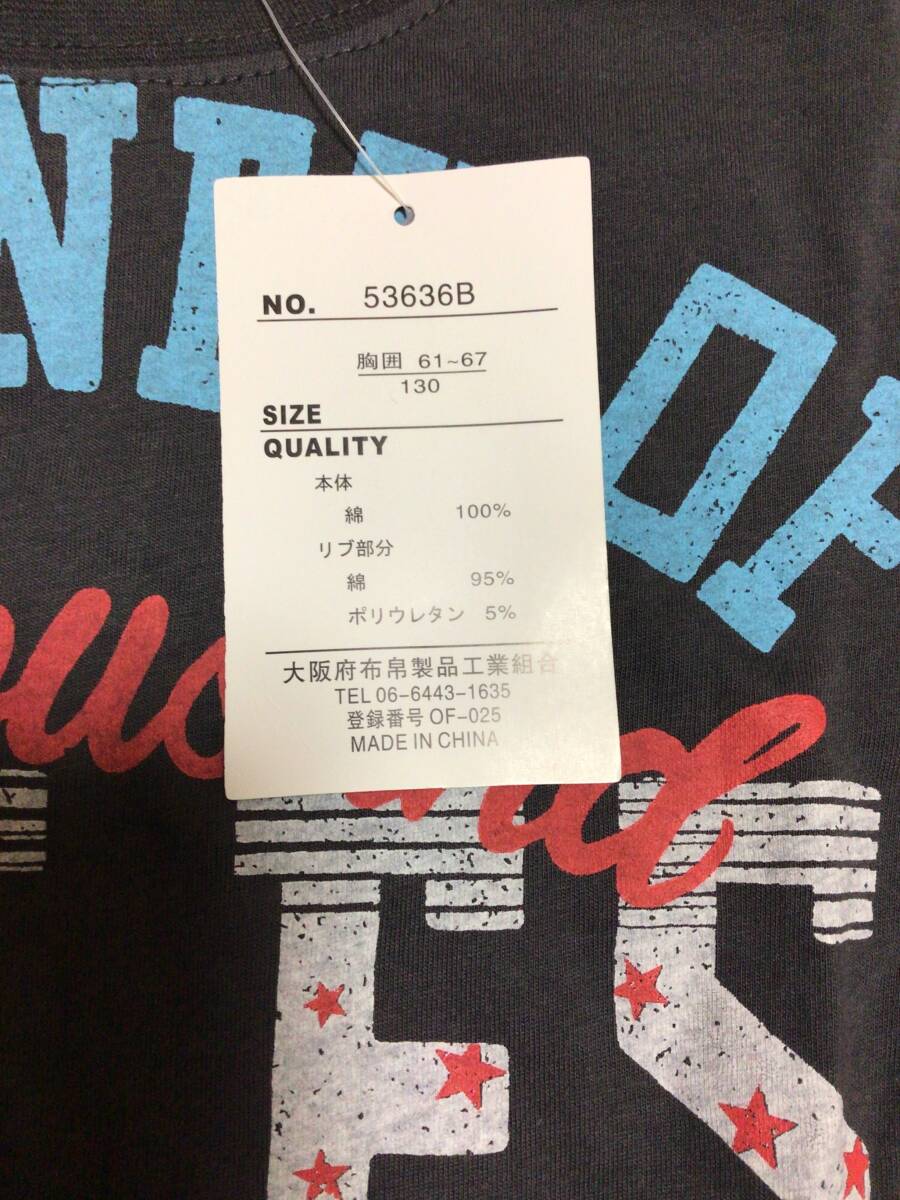 NO. 53636B
胸囲 61~67
130
SIZE
QUALITY
本体
綿 100%
リブ部分
綿 95%
ポリウレタン 5%
大阪府布帛製品工業組合
TEL 06-6443-1635
登録番号 OF-025
MADE IN CHINA